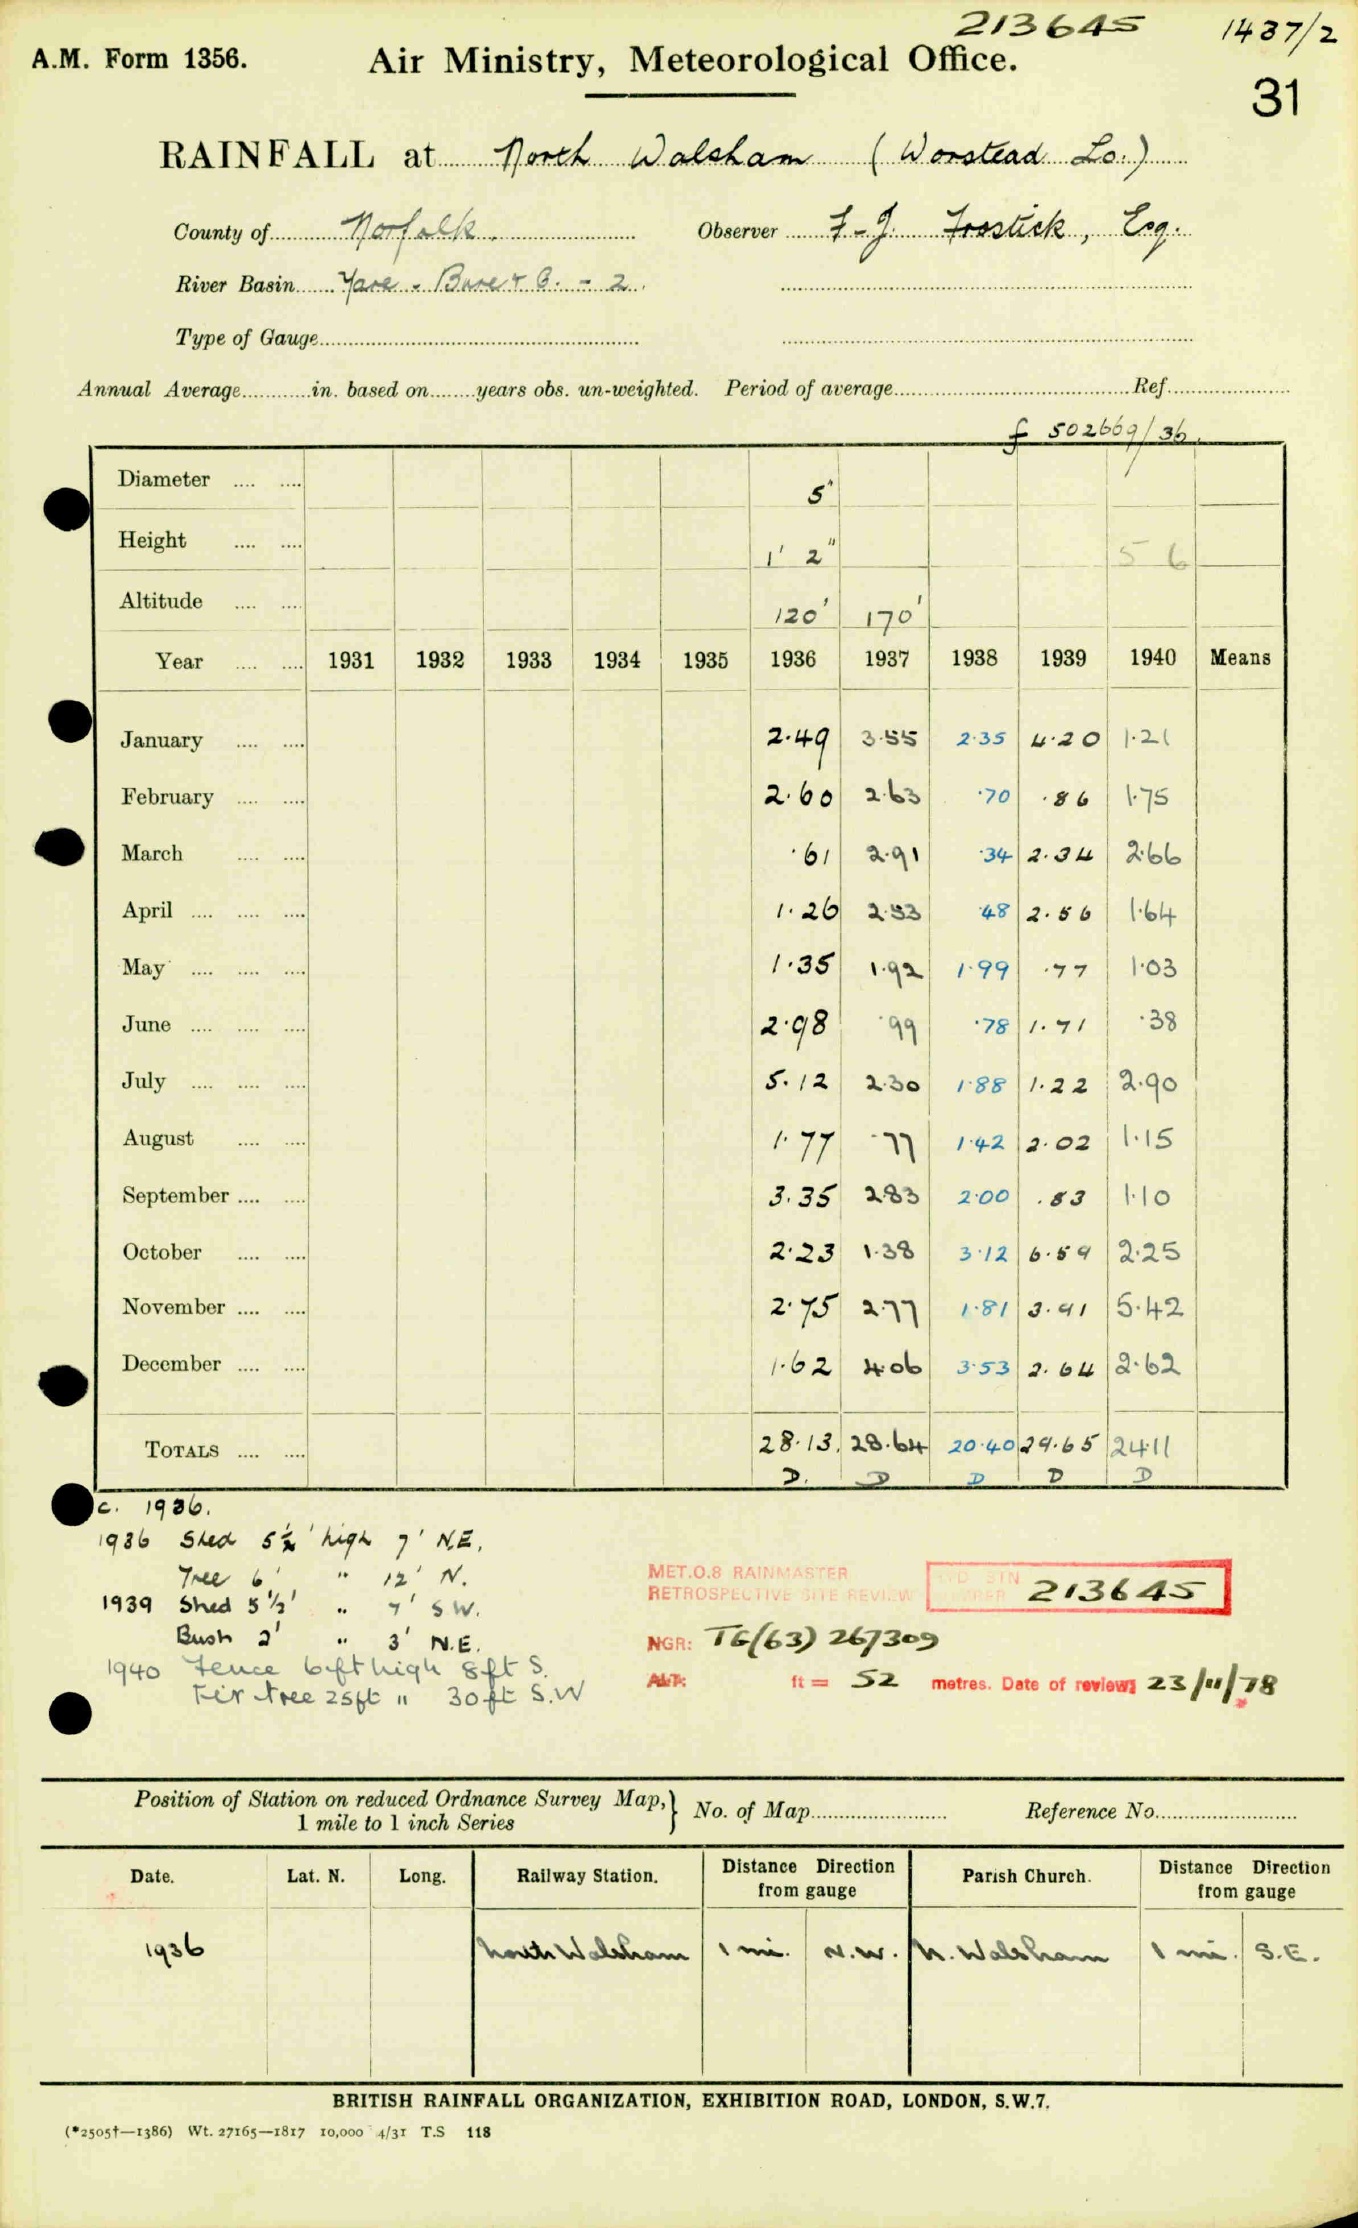 213645 1437/2
A.M. Form 1356. Air Ministry, Meteorological Office.
31
RAINFALL at North Walsham (Worstead Lo.)
County of Norfolk. Observer F-J. Frostick, Esq.
River Basin Yare - Bure & C. - 2.
Type of Gauge
Annual Average in. based on years obs. un-weighted. Period of average Ref.
f 502669/36.
Diameter .... .... 5"
Height .... .... 1' 2" 5 6
Altitude .... .... 120' 170'
Year .... .... 1931 1932 1933 1934 1935 1936 1937 1938 1939 1940 Means
January .... .... 2.49 3.55 2.35 4.20 1.21
February .... .... 2.60 2.63 .70 .86 1.75
March .... .... .61 2.91 .34 2.34 2.66
April .... .... .... 1.26 2.53 .48 2.56 1.64
May .... .... .... 1.35 1.92 1.99 .77 1.03
June .... .... .... 2.98 .99 .78 1.71 .38
July .... .... .... 5.12 2.30 1.88 1.22 2.90
August .... .... 1.77 .77 1.42 2.02 1.15
September .... .... 3.35 2.83 2.00 .83 1.10
October .... .... 2.23 1.38 3.12 6.59 2.25
November .... .... 2.75 2.77 1.81 3.91 5.42
December .... .... 1.62 4.06 3.53 2.64 2.62
TOTALS .... .... 28.13. 28.64 20.40 29.65 24.11
D. D D D D
c. 1936.
1936 Shed 5½' high 7' N.E.
Tree 6' " 12' N.
1939 Shed 5½' " 7' S.W.
Bush 2' " 3' N.E.
1940 Fence 6ft high 8ft S.
Fir tree 25ft " 30ft S.W
MET.O.8 RAINMASTER
RETROSPECTIVE SITE REVIEW
STN 213645
NGR: TG(63) 267309
ALT: ft = 52 metres. Date of review: 23/11/78
Position of Station on reduced Ordnance Survey Map,} No. of Map Reference No.
1 mile to 1 inch Series
Date. Lat. N. Long. Railway Station. Distance Direction from gauge Parish Church. Distance Direction from gauge
1936 North Walsham 1 mi. N.W. N. Walsham 1 mi. S.E.
BRITISH RAINFALL ORGANIZATION, EXHIBITION ROAD, LONDON, S.W.7.
(*2505†—1386) Wt. 27165—1817 10,000 4/31 T.S 118